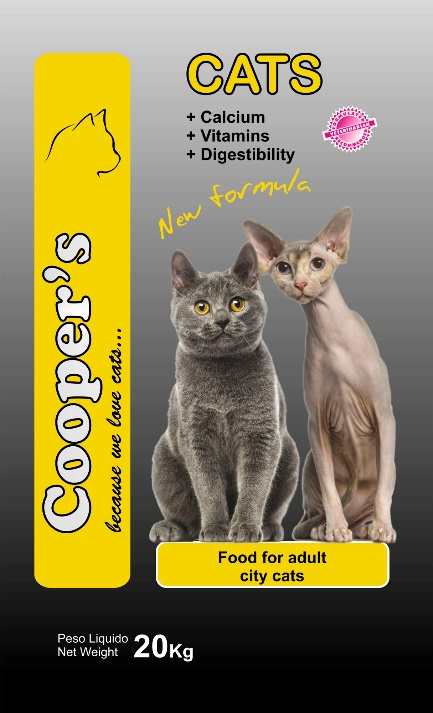 CATS
+ Calcium
+ Vitamins
+ Digestibility
VETERINARIAN
New formula
Cooper's
because we love cats...
Food for adult
city cats
Peso Liquido
Net Weight
20Kg